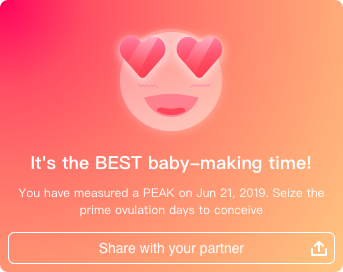 It's the BEST baby-making time!
You have measured a PEAK on Jun 21, 2019. Seize the
prime ovulation days to conceive
Share with your partner